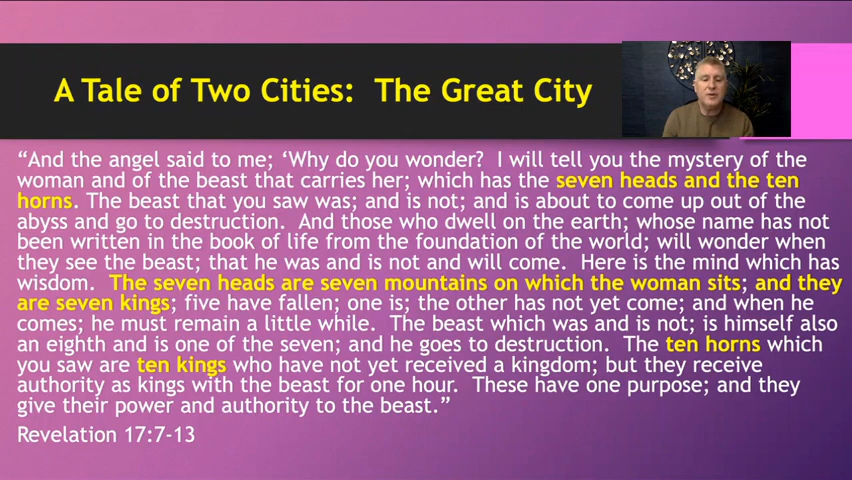 A Tale of Two Cities:  The Great City
“And the angel said to me; ‘Why do you wonder?  I will tell you the mystery of the
woman and of the beast that carries her; which has the seven heads and the ten
horns. The beast that you saw was; and is not; and is about to come up out of the
abyss and go to destruction.  And those who dwell on the earth; whose name has not
been written in the book of life from the foundation of the world; will wonder when
they see the beast; that he was and is not and will come.  Here is the mind which has
wisdom.  The seven heads are seven mountains on which the woman sits; and they
are seven kings; five have fallen; one is; the other has not yet come; and when he
comes; he must remain a little while.  The beast which was and is not; is himself also
an eighth and is one of the seven; and he goes to destruction.  The ten horns which
you saw are ten kings who have not yet received a kingdom; but they receive
authority as kings with the beast for one hour.  These have one purpose; and they
give their power and authority to the beast.”
Revelation 17:7-13